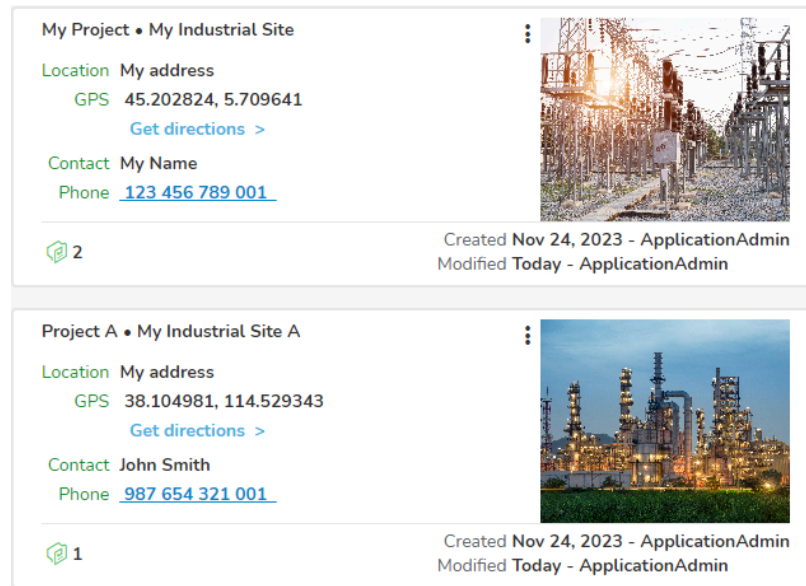 My Project • My Industrial Site
Location My address
GPS 45.202824, 5.709641
Get directions >
Contact My Name
Phone 123 456 789 001
2
Created Nov 24, 2023 - ApplicationAdmin
Modified Today - ApplicationAdmin
Project A • My Industrial Site A
Location My address
GPS 38.104981, 114.529343
Get directions >
Contact John Smith
Phone 987 654 321 001
1
Created Nov 24, 2023 - ApplicationAdmin
Modified Today - ApplicationAdmin